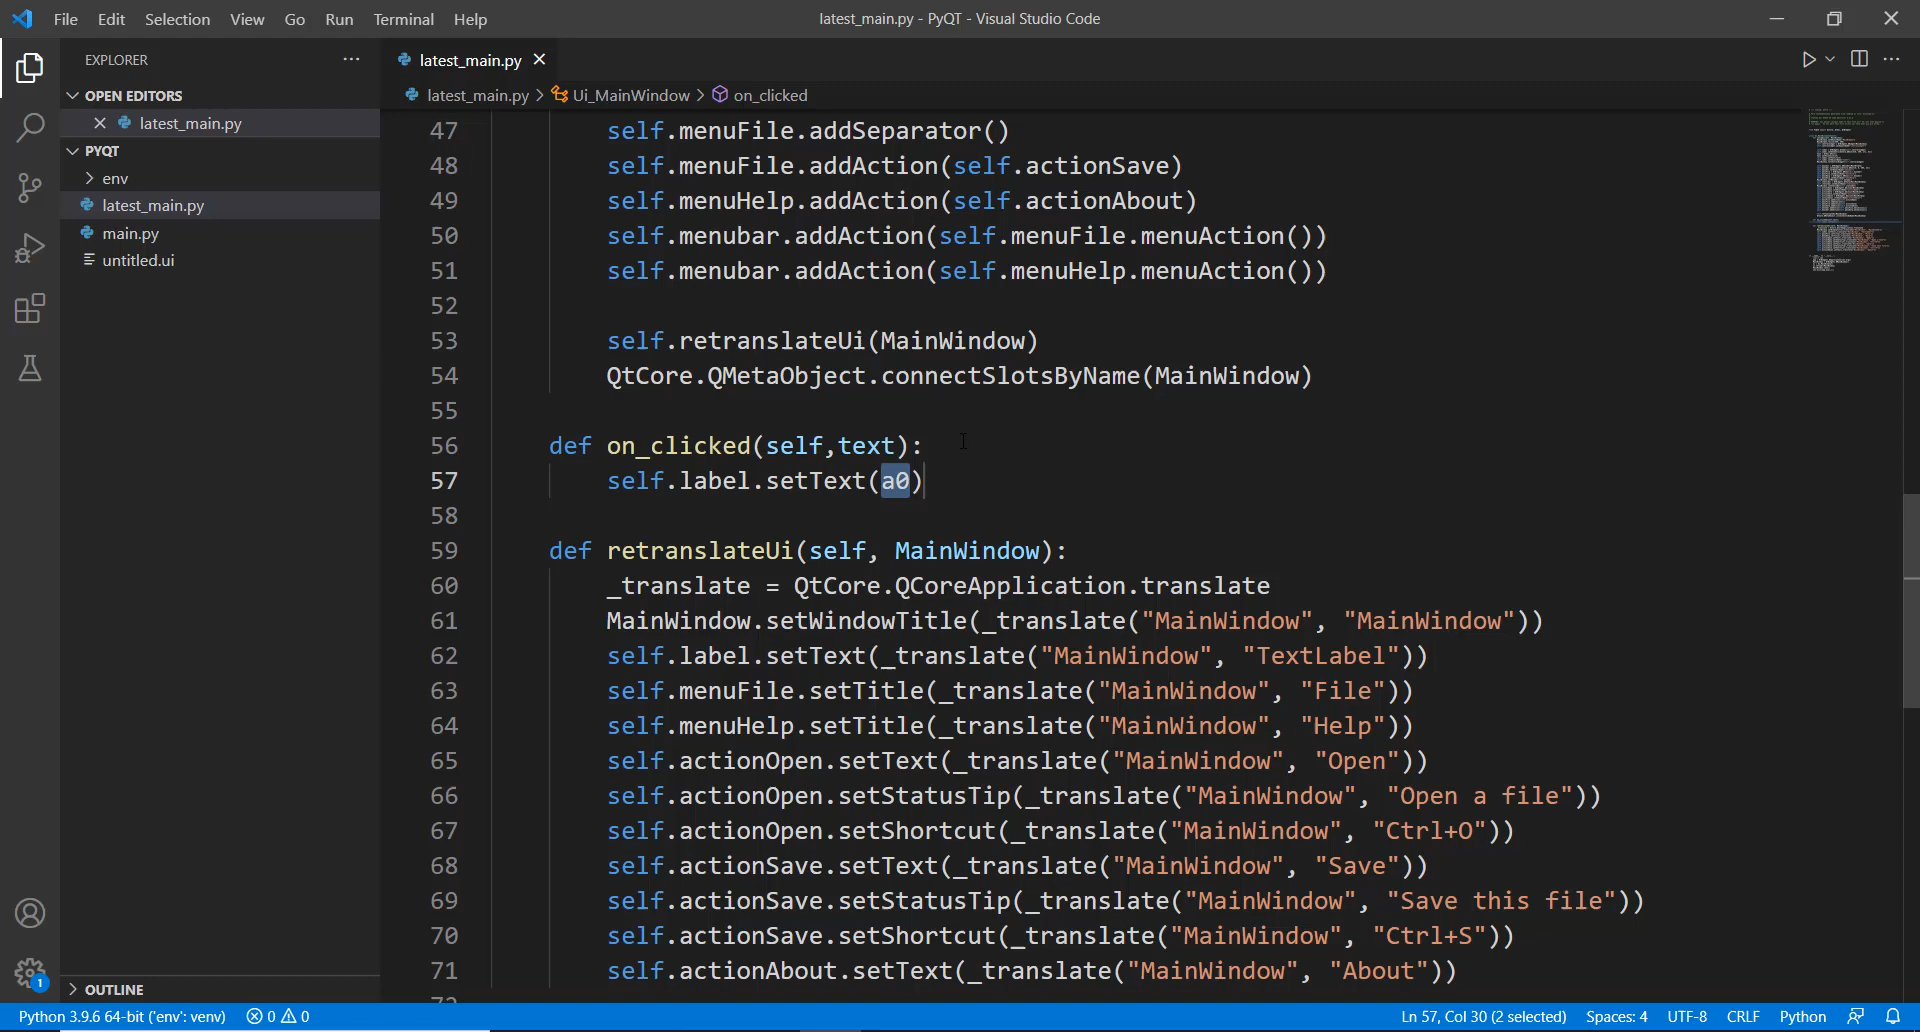 File Edit Selection View Go Run Terminal Help
latest_main.py - PyQT - Visual Studio Code
EXPLORER
OPEN EDITORS
latest_main.py
PYQT
env
latest_main.py
main.py
untitled.ui
OUTLINE
latest_main.py
latest_main.py > Ui_MainWindow > on_clicked
47 self.menuFile.addSeparator()
48 self.menuFile.addAction(self.actionSave)
49 self.menuHelp.addAction(self.actionAbout)
50 self.menubar.addAction(self.menuFile.menuAction())
51 self.menubar.addAction(self.menuHelp.menuAction())
52
53 self.retranslateUi(MainWindow)
54 QtCore.QMetaObject.connectSlotsByName(MainWindow)
55
56 def on_clicked(self,text):
57 self.label.setText(a0)
58
59 def retranslateUi(self, MainWindow):
60 _translate = QtCore.QCoreApplication.translate
61 MainWindow.setWindowTitle(_translate("MainWindow", "MainWindow"))
62 self.label.setText(_translate("MainWindow", "TextLabel"))
63 self.menuFile.setTitle(_translate("MainWindow", "File"))
64 self.menuHelp.setTitle(_translate("MainWindow", "Help"))
65 self.actionOpen.setText(_translate("MainWindow", "Open"))
66 self.actionOpen.setStatusTip(_translate("MainWindow", "Open a file"))
67 self.actionOpen.setShortcut(_translate("MainWindow", "Ctrl+O"))
68 self.actionSave.setText(_translate("MainWindow", "Save"))
69 self.actionSave.setStatusTip(_translate("MainWindow", "Save this file"))
70 self.actionSave.setShortcut(_translate("MainWindow", "Ctrl+S"))
71 self.actionAbout.setText(_translate("MainWindow", "About"))
1
Python 3.9.6 64-bit ('env': venv) 0 0 Ln 57, Col 30 (2 selected) Spaces: 4 UTF-8 CRLF Python